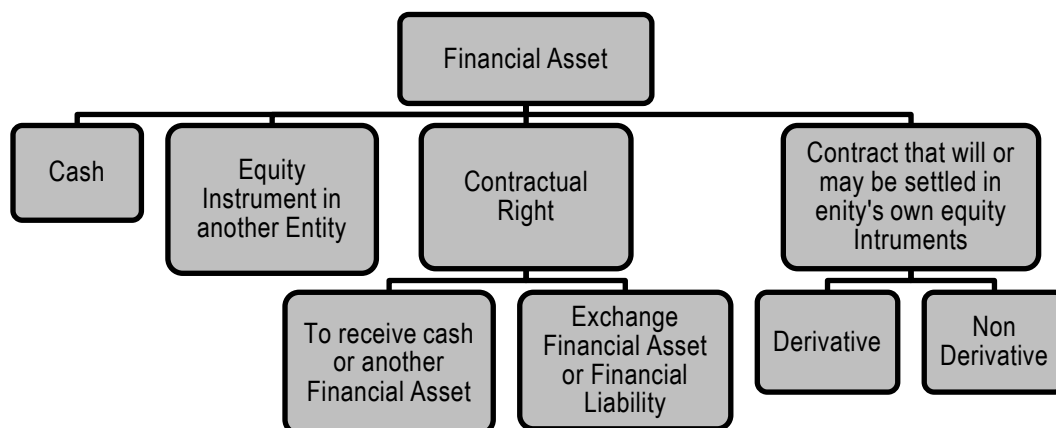 Financial Asset
Cash
Equity
Instrument in
another Entity
Contractual
Right
Contract that will or
may be settled in
enity's own equity
Intruments
To receive cash
or another
Financial Asset
Exchange
Financial Asset
or Financial
Liability
Derivative
Non
Derivative